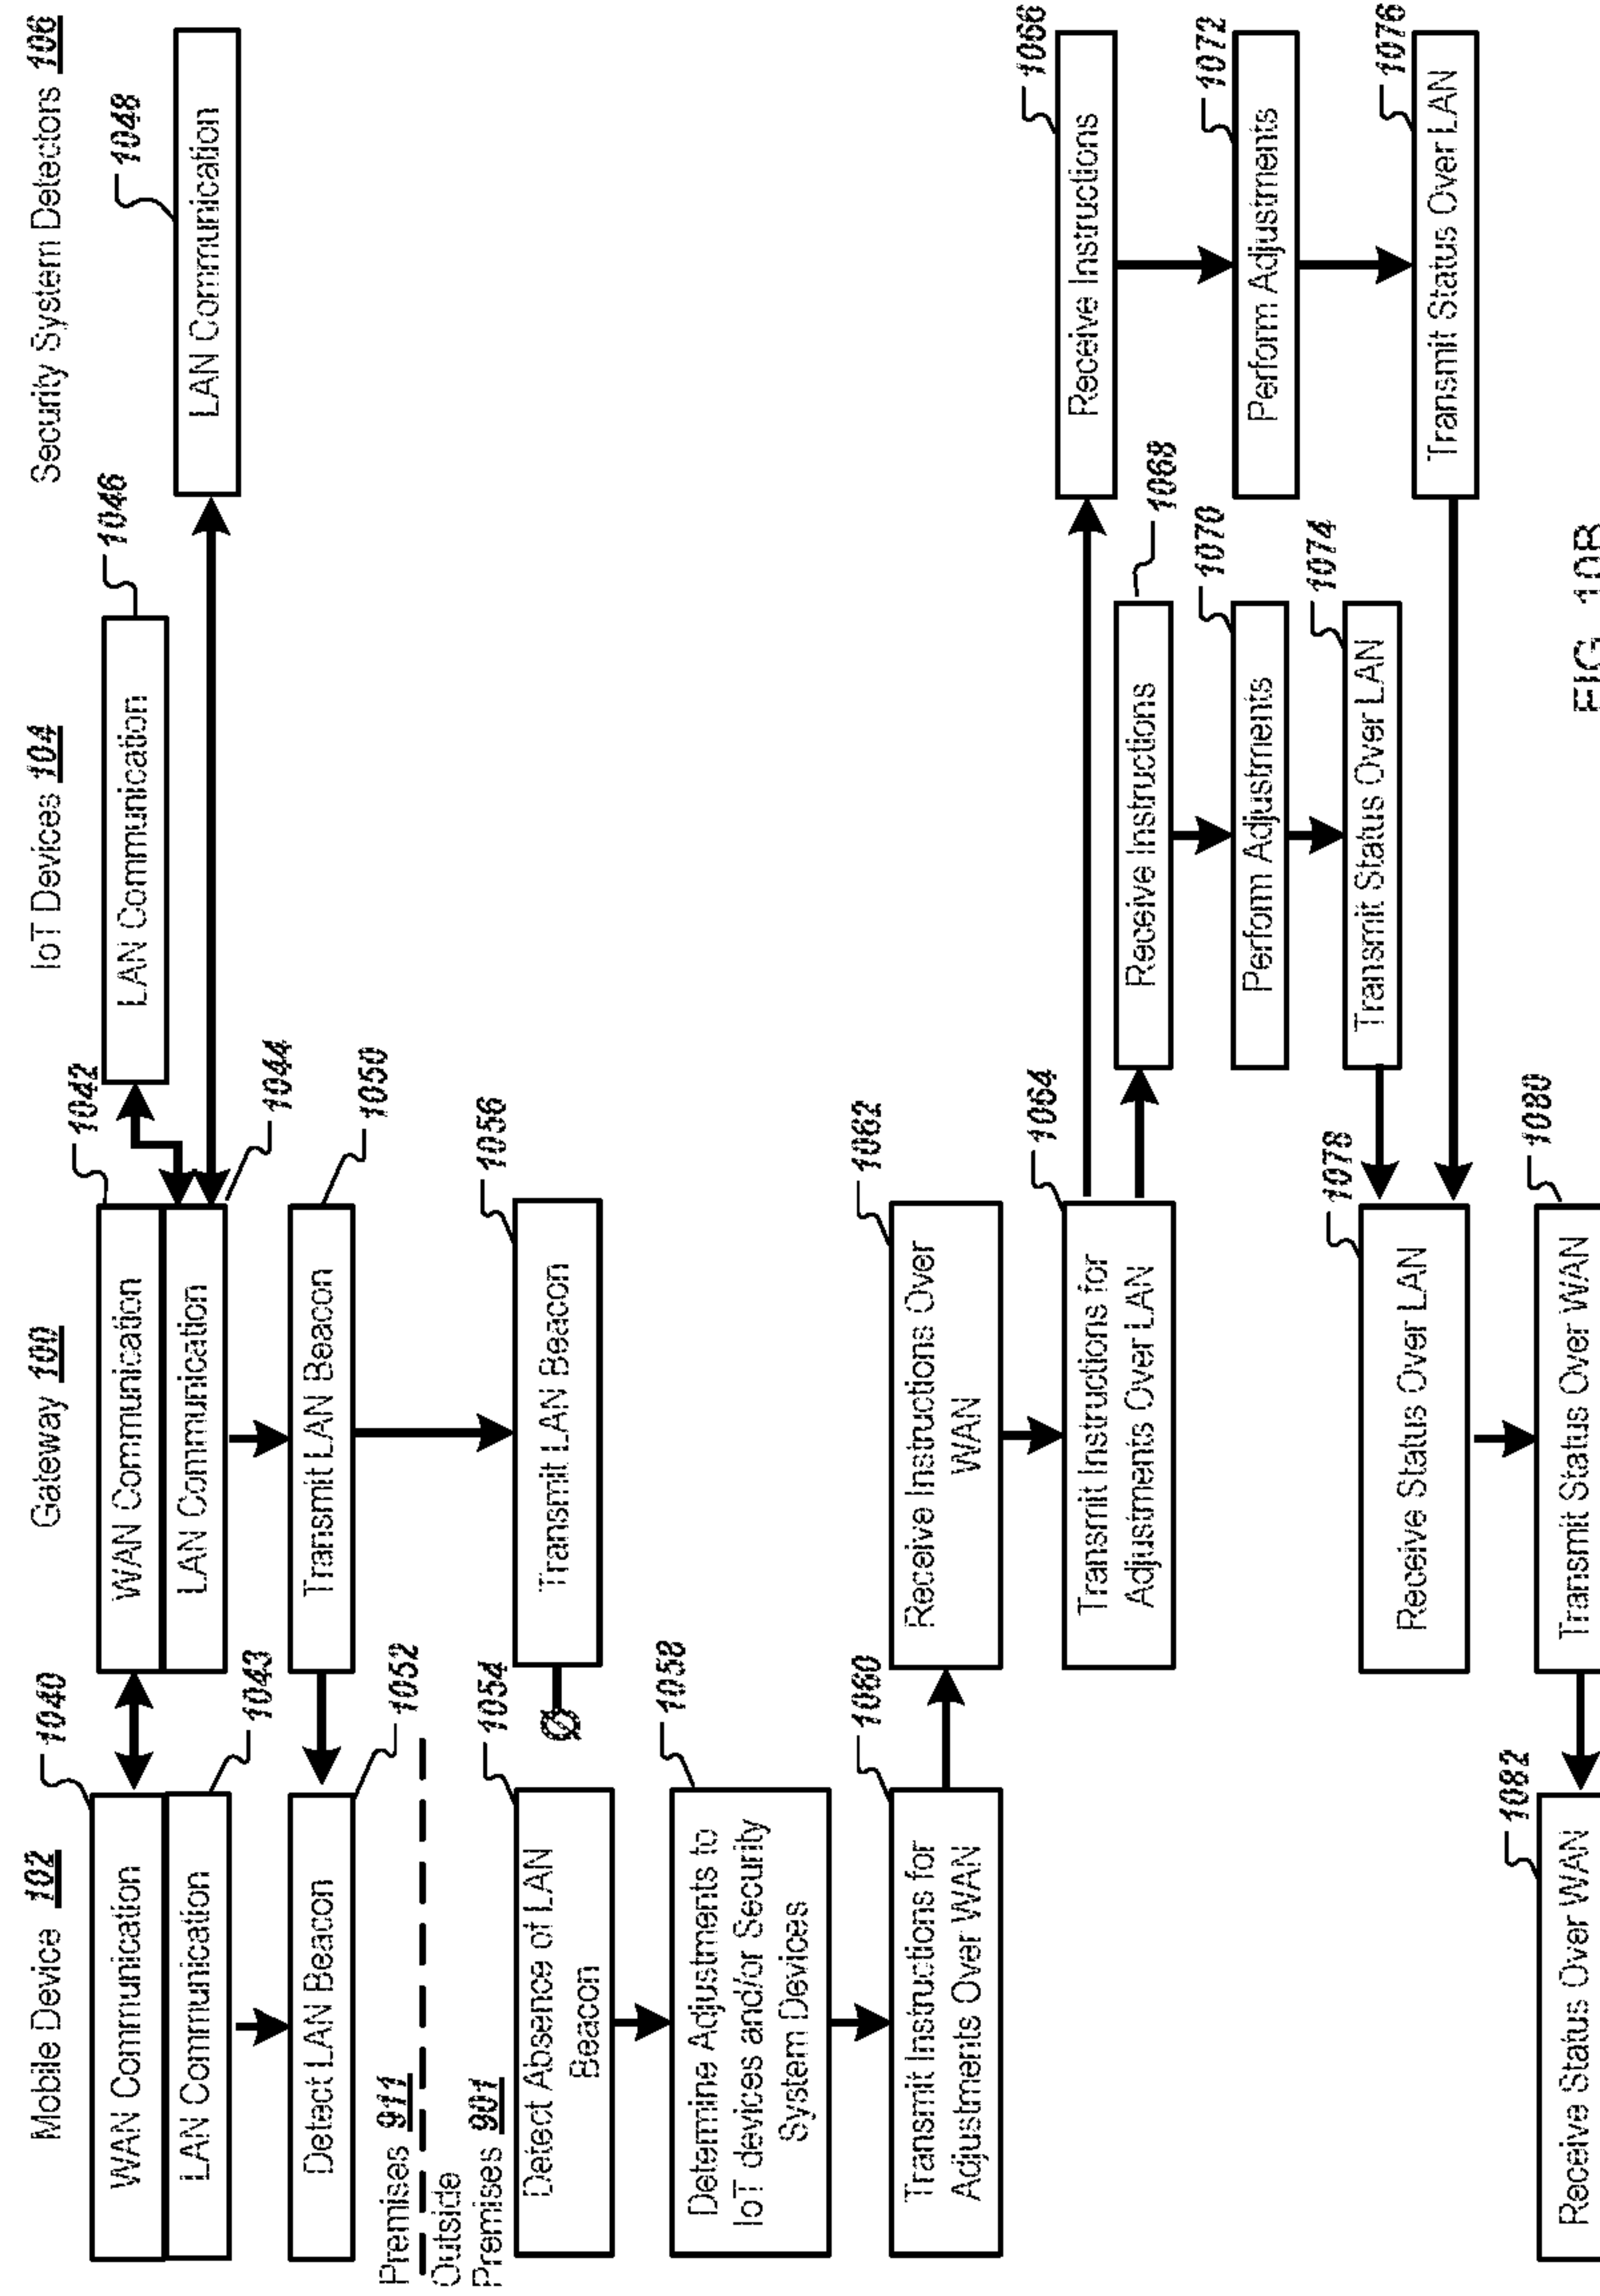 Mobile Device 102
Gateway 100
IoT Devices 104
Security System Detectors 106
1040
WAN Communication
1042
WAN Communication
1046
LAN Communication
1048
LAN Communication
1043
LAN Communication
1044
LAN Communication
1050
Transmit LAN Beacon
1052
Detect LAN Beacon
Premises 911
Outside
Premises 901
1054
Detect Absence of LAN
Beacon
1056
Transmit LAN Beacon
Ø
1058
Determine Adjustments to
IoT devices and/or Security
System Devices
1060
Transmit Instructions for
Adjustments Over WAN
1062
Receive Instructions Over
WAN
1064
Transmit Instructions for
Adjustments Over LAN
1066
Receive Instructions
1068
Receive Instructions
1070
Perform Adjustments
1072
Perform Adjustments
1074
Transmit Status Over LAN
1076
Transmit Status Over LAN
1078
Receive Status Over LAN
1080
Transmit Status Over WAN
1082
Receive Status Over WAN
FIG. 10B